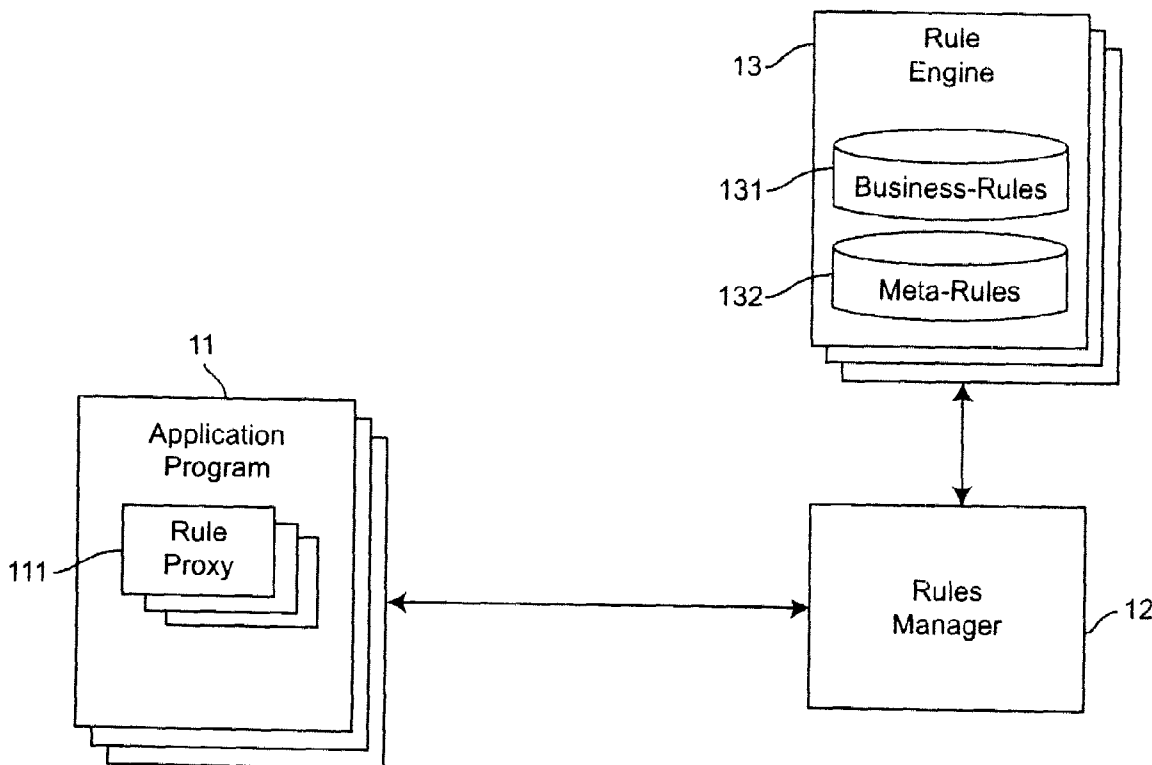 13
Rule
Engine
131
Business-Rules
132
Meta-Rules
11
Application
Program
111
Rule
Proxy
Rules
Manager
12